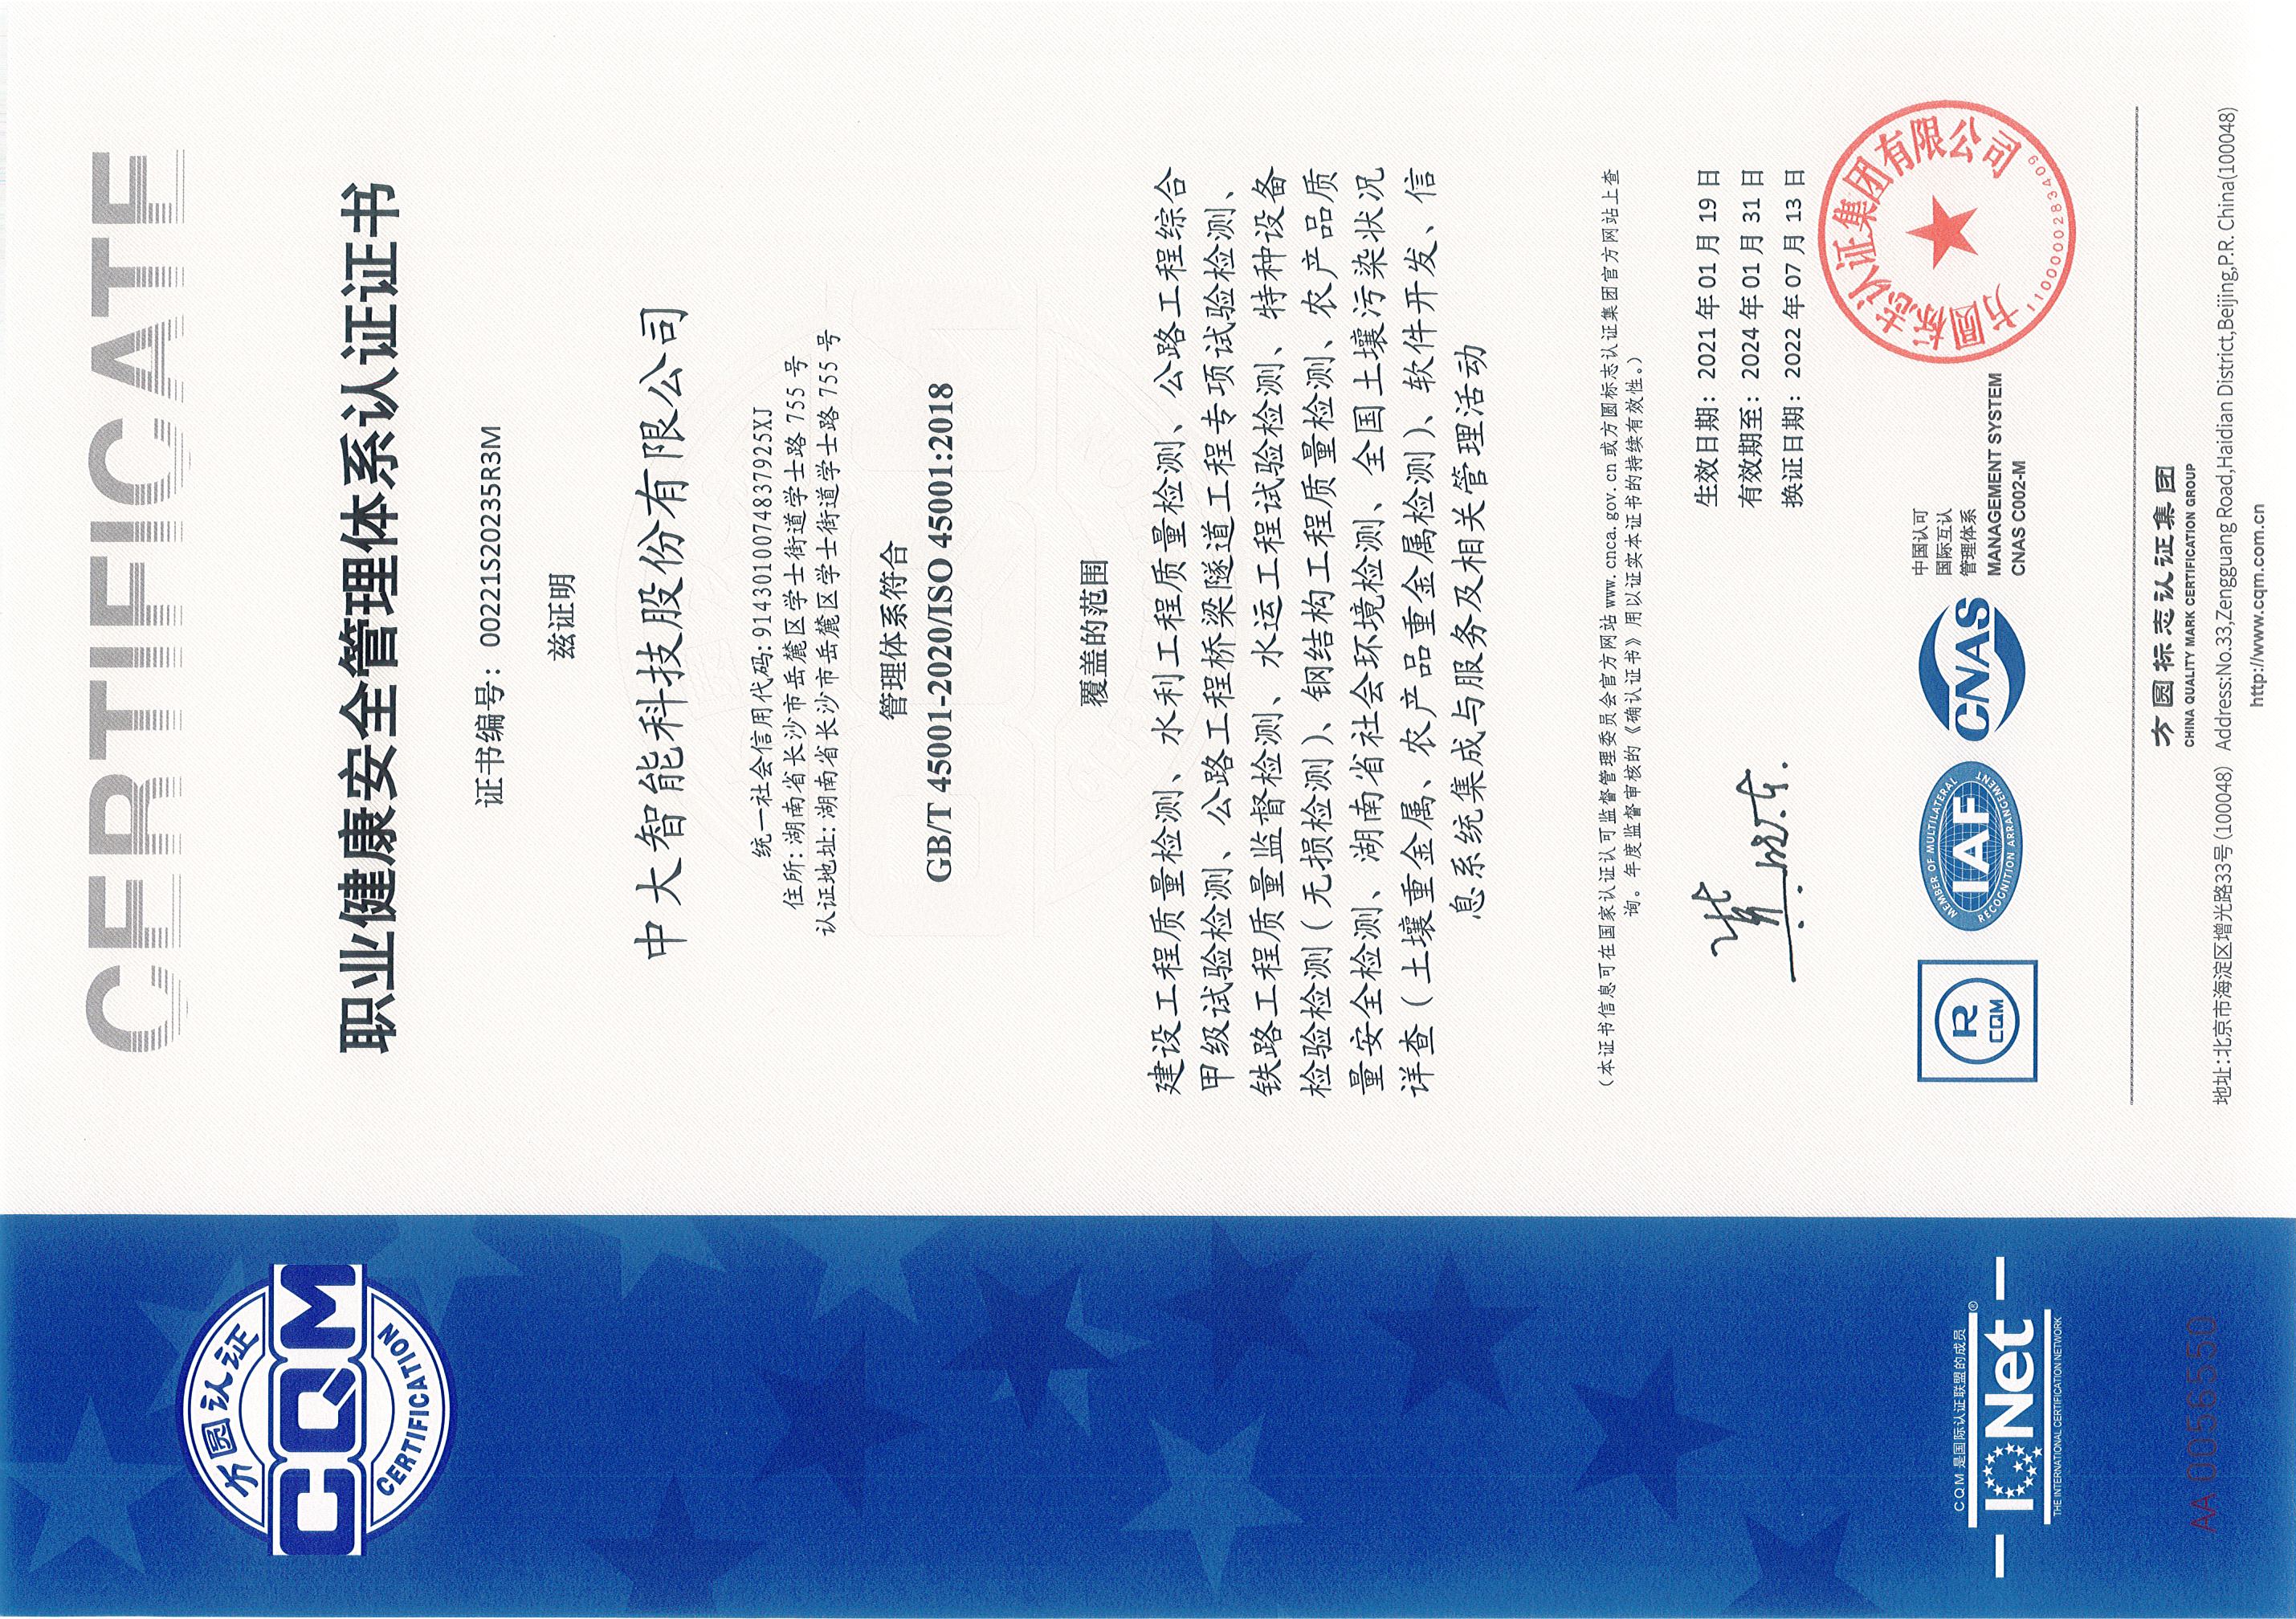 CERTIFICATE
方圆认证
CQM
CERTIFICATION
职业健康安全管理体系认证证书
证书编号：00221S20235R3M
兹证明
中大智能科技股份有限公司
统一社会信用代码:9143010074837925XJ
住所:湖南省长沙市岳麓区学士街道学士路 755 号
认证地址:湖南省长沙市岳麓区学士街道学士路 755 号
管理体系符合
GB/T 45001-2020/ISO 45001:2018
覆盖的范围
建设工程质量检测、水利工程质量检测、公路工程综合
甲级试验检测、公路工程桥梁隧道工程专项试验检测、
铁路工程质量监督检测、水运工程试验检测、特种设备
检验检测（无损检测）、钢结构工程质量检测、农产品质
量安全检测、湖南省社会环境检测、全国土壤污染状况
详查（土壤重金属、农产品重金属检测）、软件开发、信
息系统集成与服务及相关管理活动
（本证书信息可在国家认证认可监督管理委员会官方网站 www.cnca.gov.cn 或方圆标志认证集团官方网站上查
询。年度监督审核的《确认证书》用以证实本证书的持续有效性。）
生效日期：2021 年 01 月 19 日
有效期至：2024 年 01 月 31 日
换证日期：2022 年 07 月 13 日
CQM 是国际认证联盟的成员
IQNet ®
THE INTERNATIONAL CERTIFICATION NETWORK
R
CQM
MEMBER OF MULTILATERAL
IAF
RECOGNITION ARRANGEMENT
CNAS
中国认可
国际互认
管理体系
MANAGEMENT SYSTEM
CNAS C002-M
方圆标志认证集团有限公司
1100000283409
AA 0056550
方圆标志认证集团
CHINA QUALITY MARK CERTIFICATION GROUP
地址:北京市海淀区增光路33号(100048) Address:No.33,Zengguang Road,Haidian District,Beijing,P.R. China(100048)
http://www.cqm.com.cn